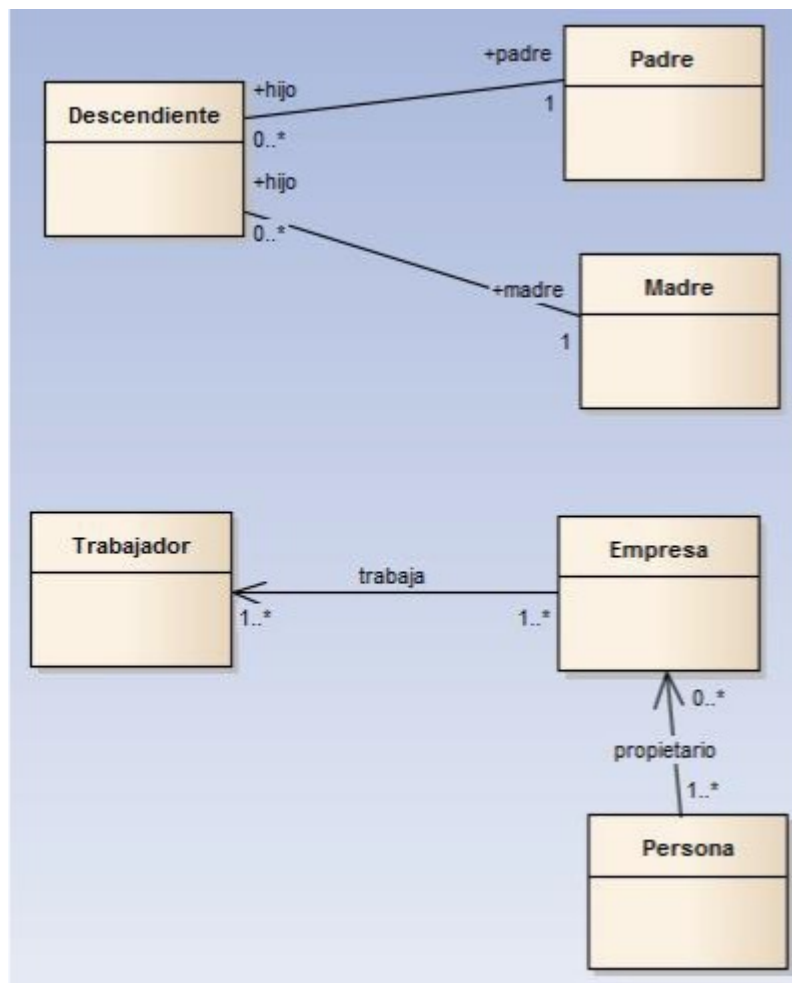 Padre
+padre
1
Descendiente
+hijo
0..*
+hijo
0..*
Madre
+madre
1
Trabajador
Empresa
trabaja
1..*
1..*
0..*
propietario
1..*
Persona